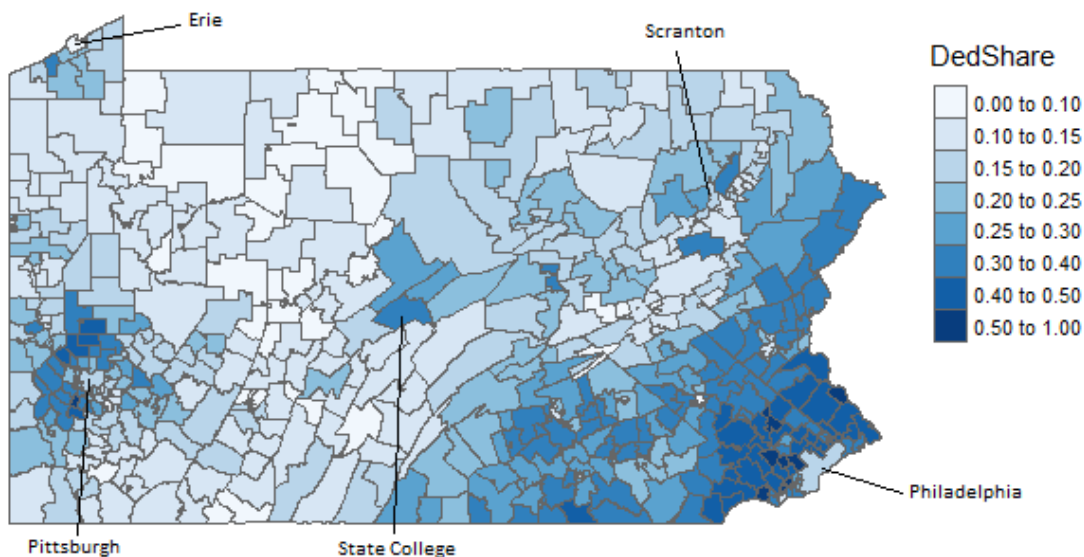 Erie
Scranton
DedShare
0.00 to 0.10
0.10 to 0.15
0.15 to 0.20
0.20 to 0.25
0.25 to 0.30
0.30 to 0.40
0.40 to 0.50
0.50 to 1.00
Philadelphia
Pittsburgh
State College